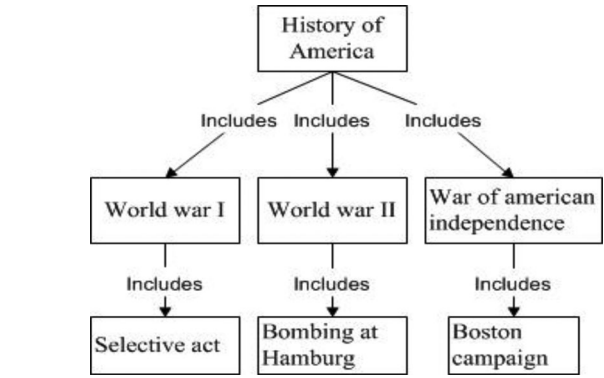 History of
America
Includes Includes Includes
World war I
World war II
War of american
independence
Includes Includes Includes
Selective act
Bombing at
Hamburg
Boston
campaign